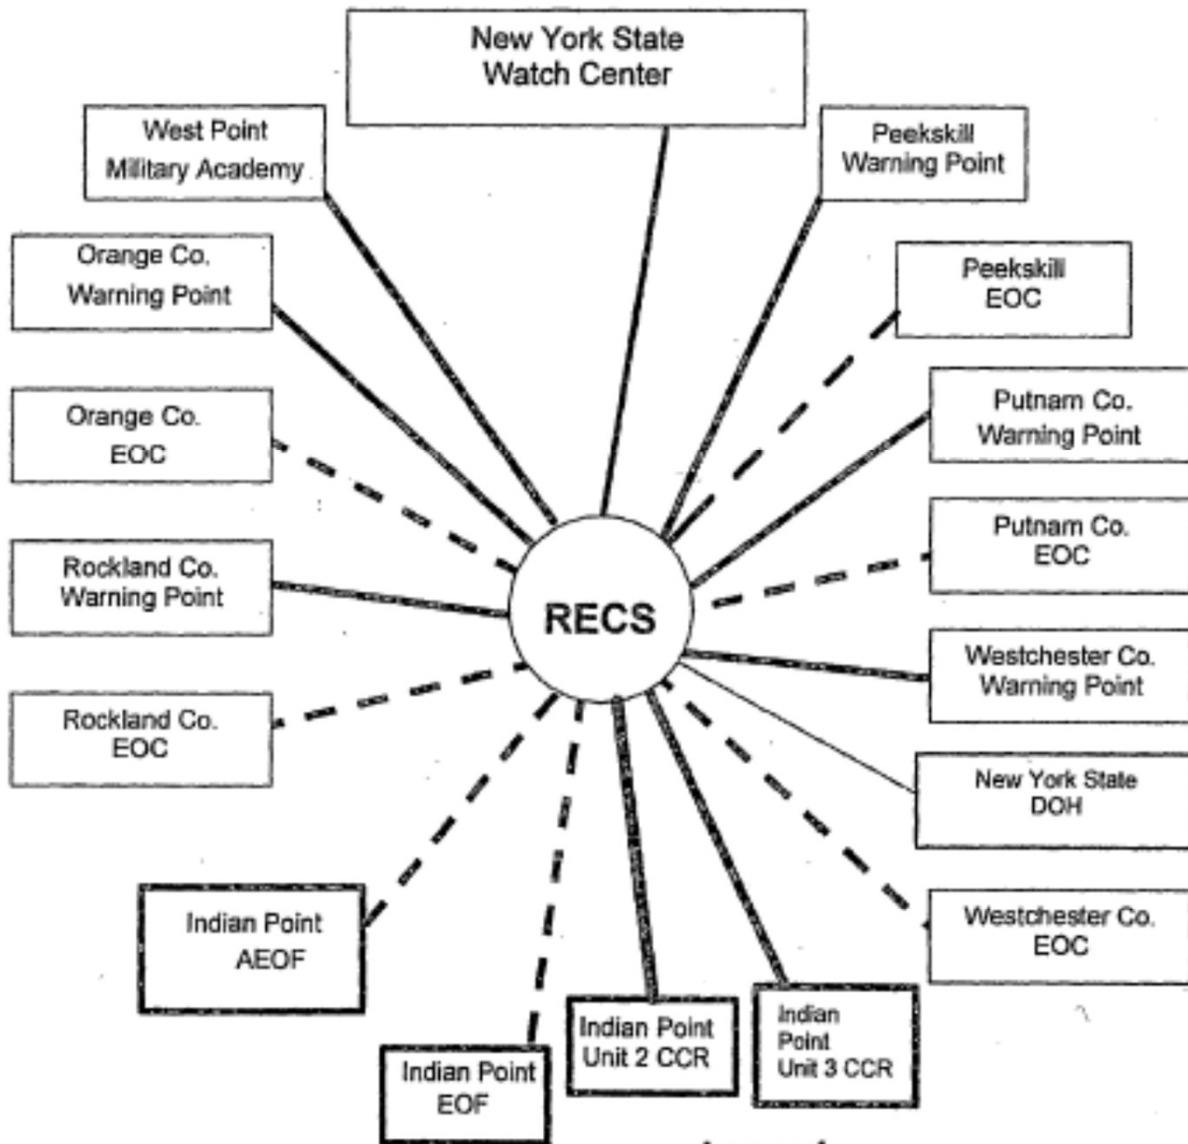 New York State
Watch Center
West Point
Military Academy
Peekskill
Warning Point
Orange Co.
Warning Point
Peekskill
EOC
Orange Co.
EOC
Putnam Co.
Warning Point
Putnam Co.
EOC
Rockland Co.
Warning Point
RECS
Westchester Co.
Warning Point
Rockland Co.
EOC
New York State
DOH
Westchester Co.
EOC
Indian Point
AEOF
Indian Point
EOF
Indian Point
Unit 2 CCR
Indian
Point
Unit 3 CCR